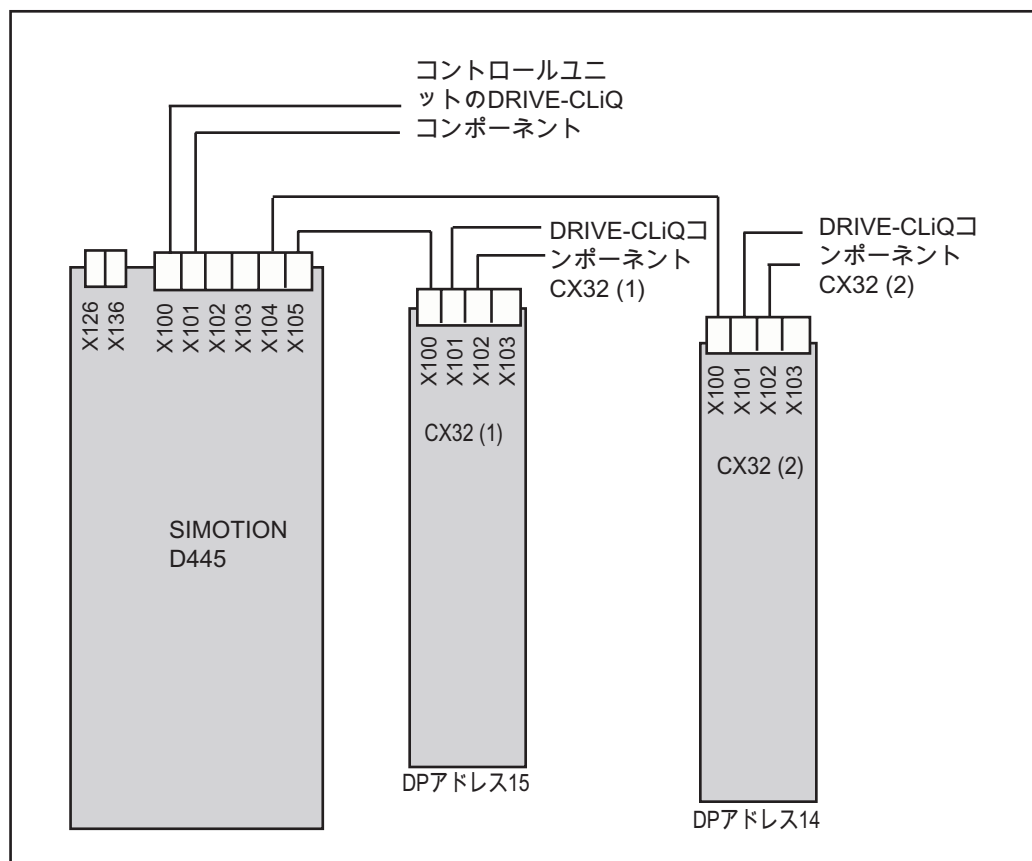 コントロールユニ
ットのDRIVE-CLiQ
コンポーネント
DRIVE-CLiQコ
ンポーネント
CX32 (1)
DRIVE-CLiQコ
ンポーネント
CX32 (2)
X126
X136
X100
X101
X102
X103
X104
X105
X100
X101
X102
X103
X100
X101
X102
X103
CX32 (1)
CX32 (2)
SIMOTION
D445
DPアドレス15
DPアドレス14